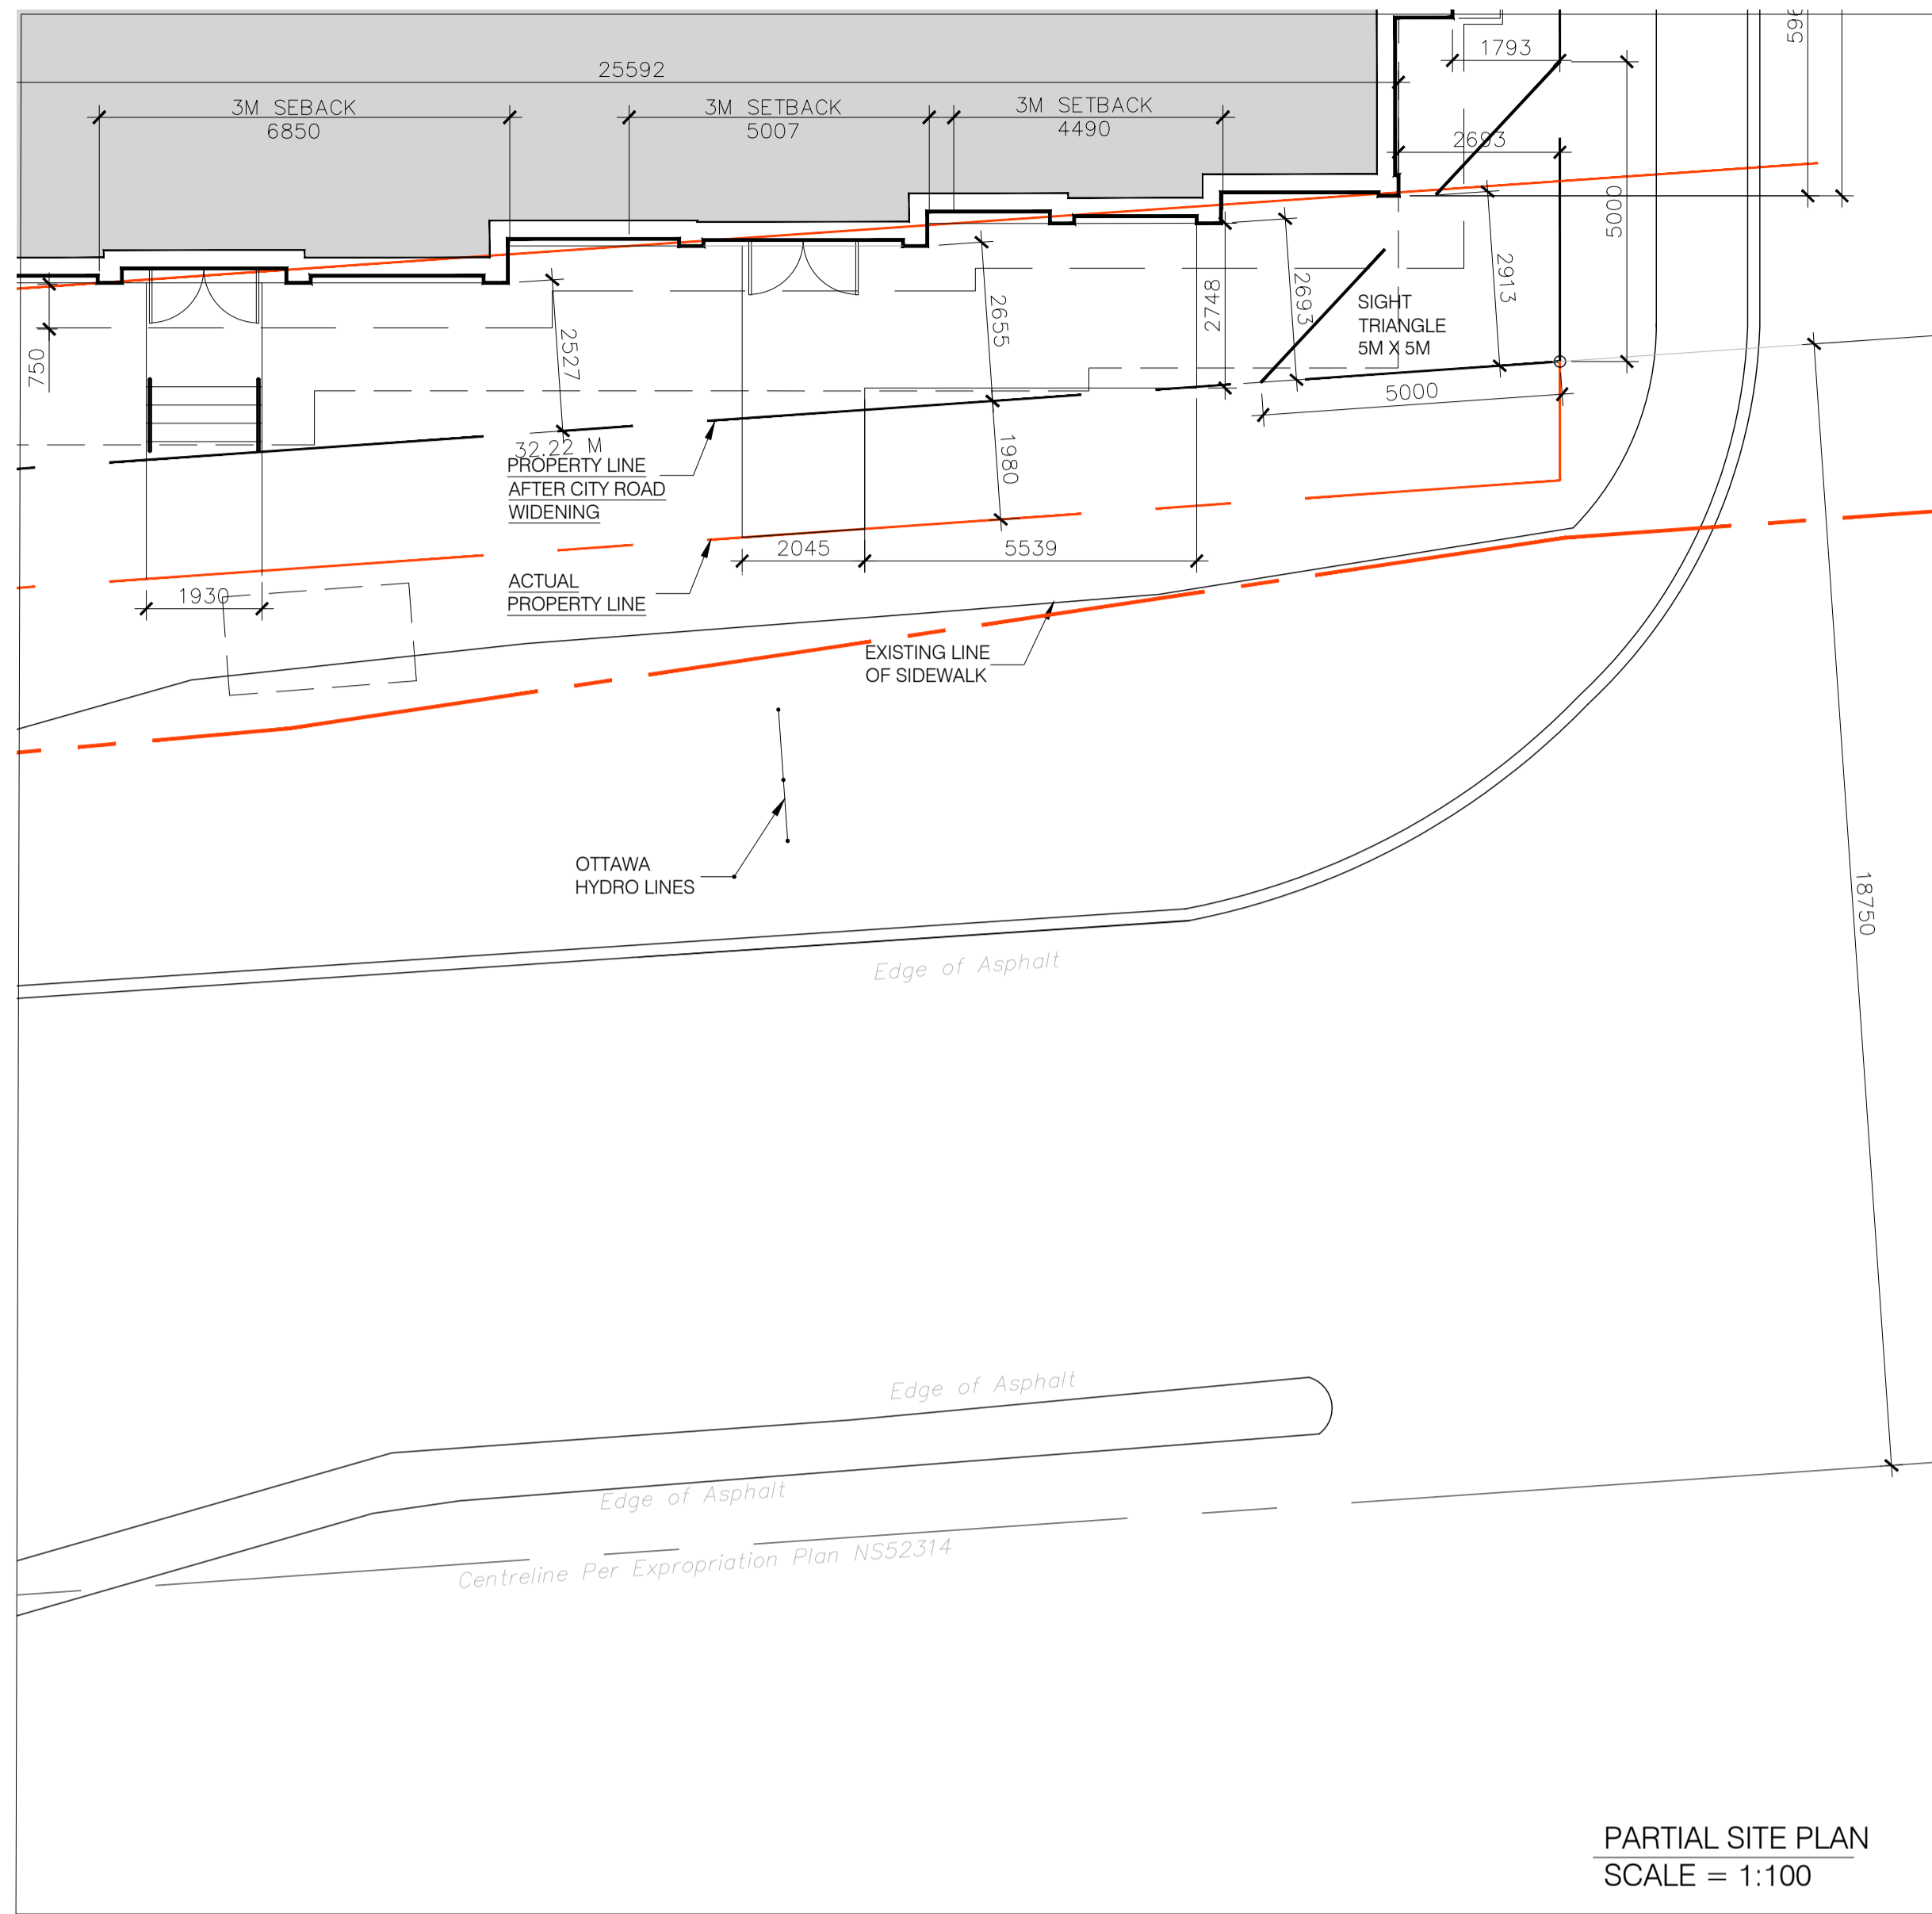 25592
3M SEBACK
6850
3M SETBACK
5007
3M SETBACK
4490
1793
2693
5000
2913
2693
2748
2655
2527
750
SIGHT
TRIANGLE
5M X 5M
5000
1980
32.22 M
PROPERTY LINE
AFTER CITY ROAD
WIDENING
2045
5539
ACTUAL
PROPERTY LINE
1930
EXISTING LINE
OF SIDEWALK
OTTAWA
HYDRO LINES
18750
Edge of Asphalt
Edge of Asphalt
Edge of Asphalt
Centreline Per Expropriation Plan NS52314
PARTIAL SITE PLAN
SCALE = 1:100